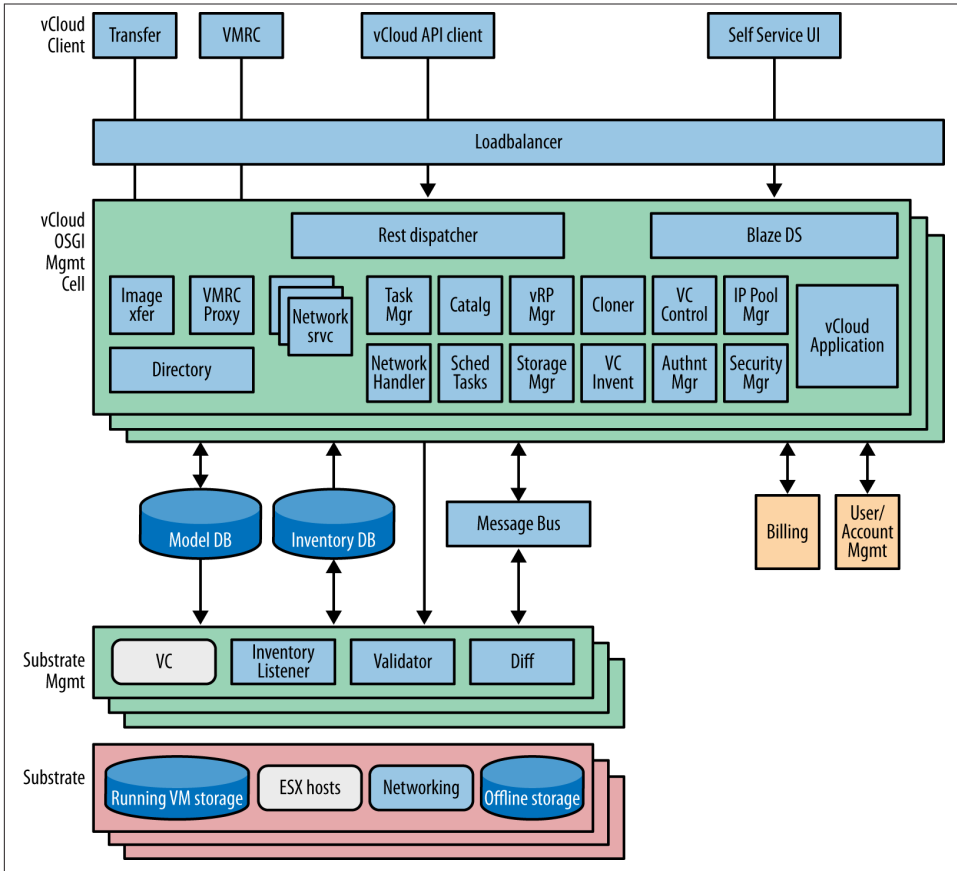 vCloud
Client
Transfer
VMRC
vCloud API client
Self Service UI
Loadbalancer
vCloud
OSGI
Mgmt
Cell
Rest dispatcher
Blaze DS
Image
xfer
VMRC
Proxy
Network
srvc
Task
Mgr
Catalg
vRP
Mgr
Cloner
VC
Control
IP Pool
Mgr
vCloud
Application
Directory
Network
Handler
Sched
Tasks
Storage
Mgr
VC
Invent
Authnt
Mgr
Security
Mgr
Model DB
Inventory DB
Message Bus
Billing
User/
Account
Mgmt
Substrate
Mgmt
VC
Inventory
Listener
Validator
Diff
Substrate
Running VM storage
ESX hosts
Networking
Offline storage